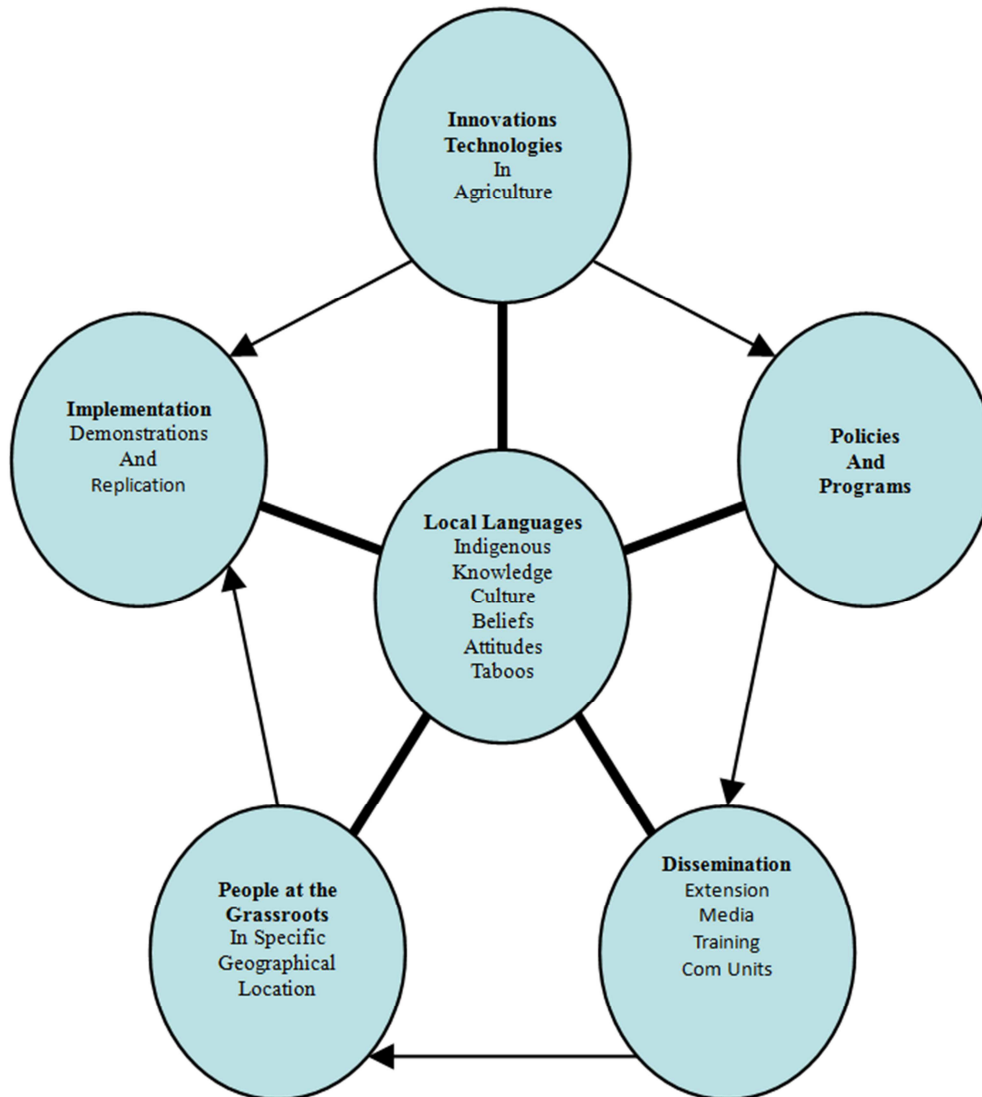 Innovations
Technologies
In
Agriculture
Implementation
Demonstrations
And
Replication
Policies
And
Programs
Local Languages
Indigenous
Knowledge
Culture
Beliefs
Attitudes
Taboos
People at the
Grassroots
In Specific
Geographical
Location
Dissemination
Extension
Media
Training
Com Units